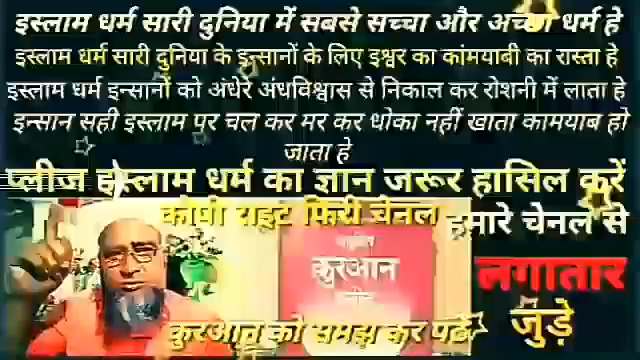 इस्लाम धर्म सारी दुनिया में सबसे सच्चा और अच्छा धर्म हे
इस्लाम धर्म सारी दुनिया के इन्सानों के लिए इश्वर का कांमयाबी का रास्ता हे
इस्लाम धर्म इन्सानों को अंधेरे अंधविश्वास से निकाल कर रोशनी में लाता हे
इन्सान सही इस्लाम पर चल कर मर कर धोका नहीं खाता कामयाब हो
जाता हे
प्लीज इस्लाम धर्म का ज्ञान जरूर हासिल करें
कोपी राइट फिरी चेनल
हमारे चेनल से
कुरआन
लगातार
जुड़े
कुरआन को समझ कर पढें